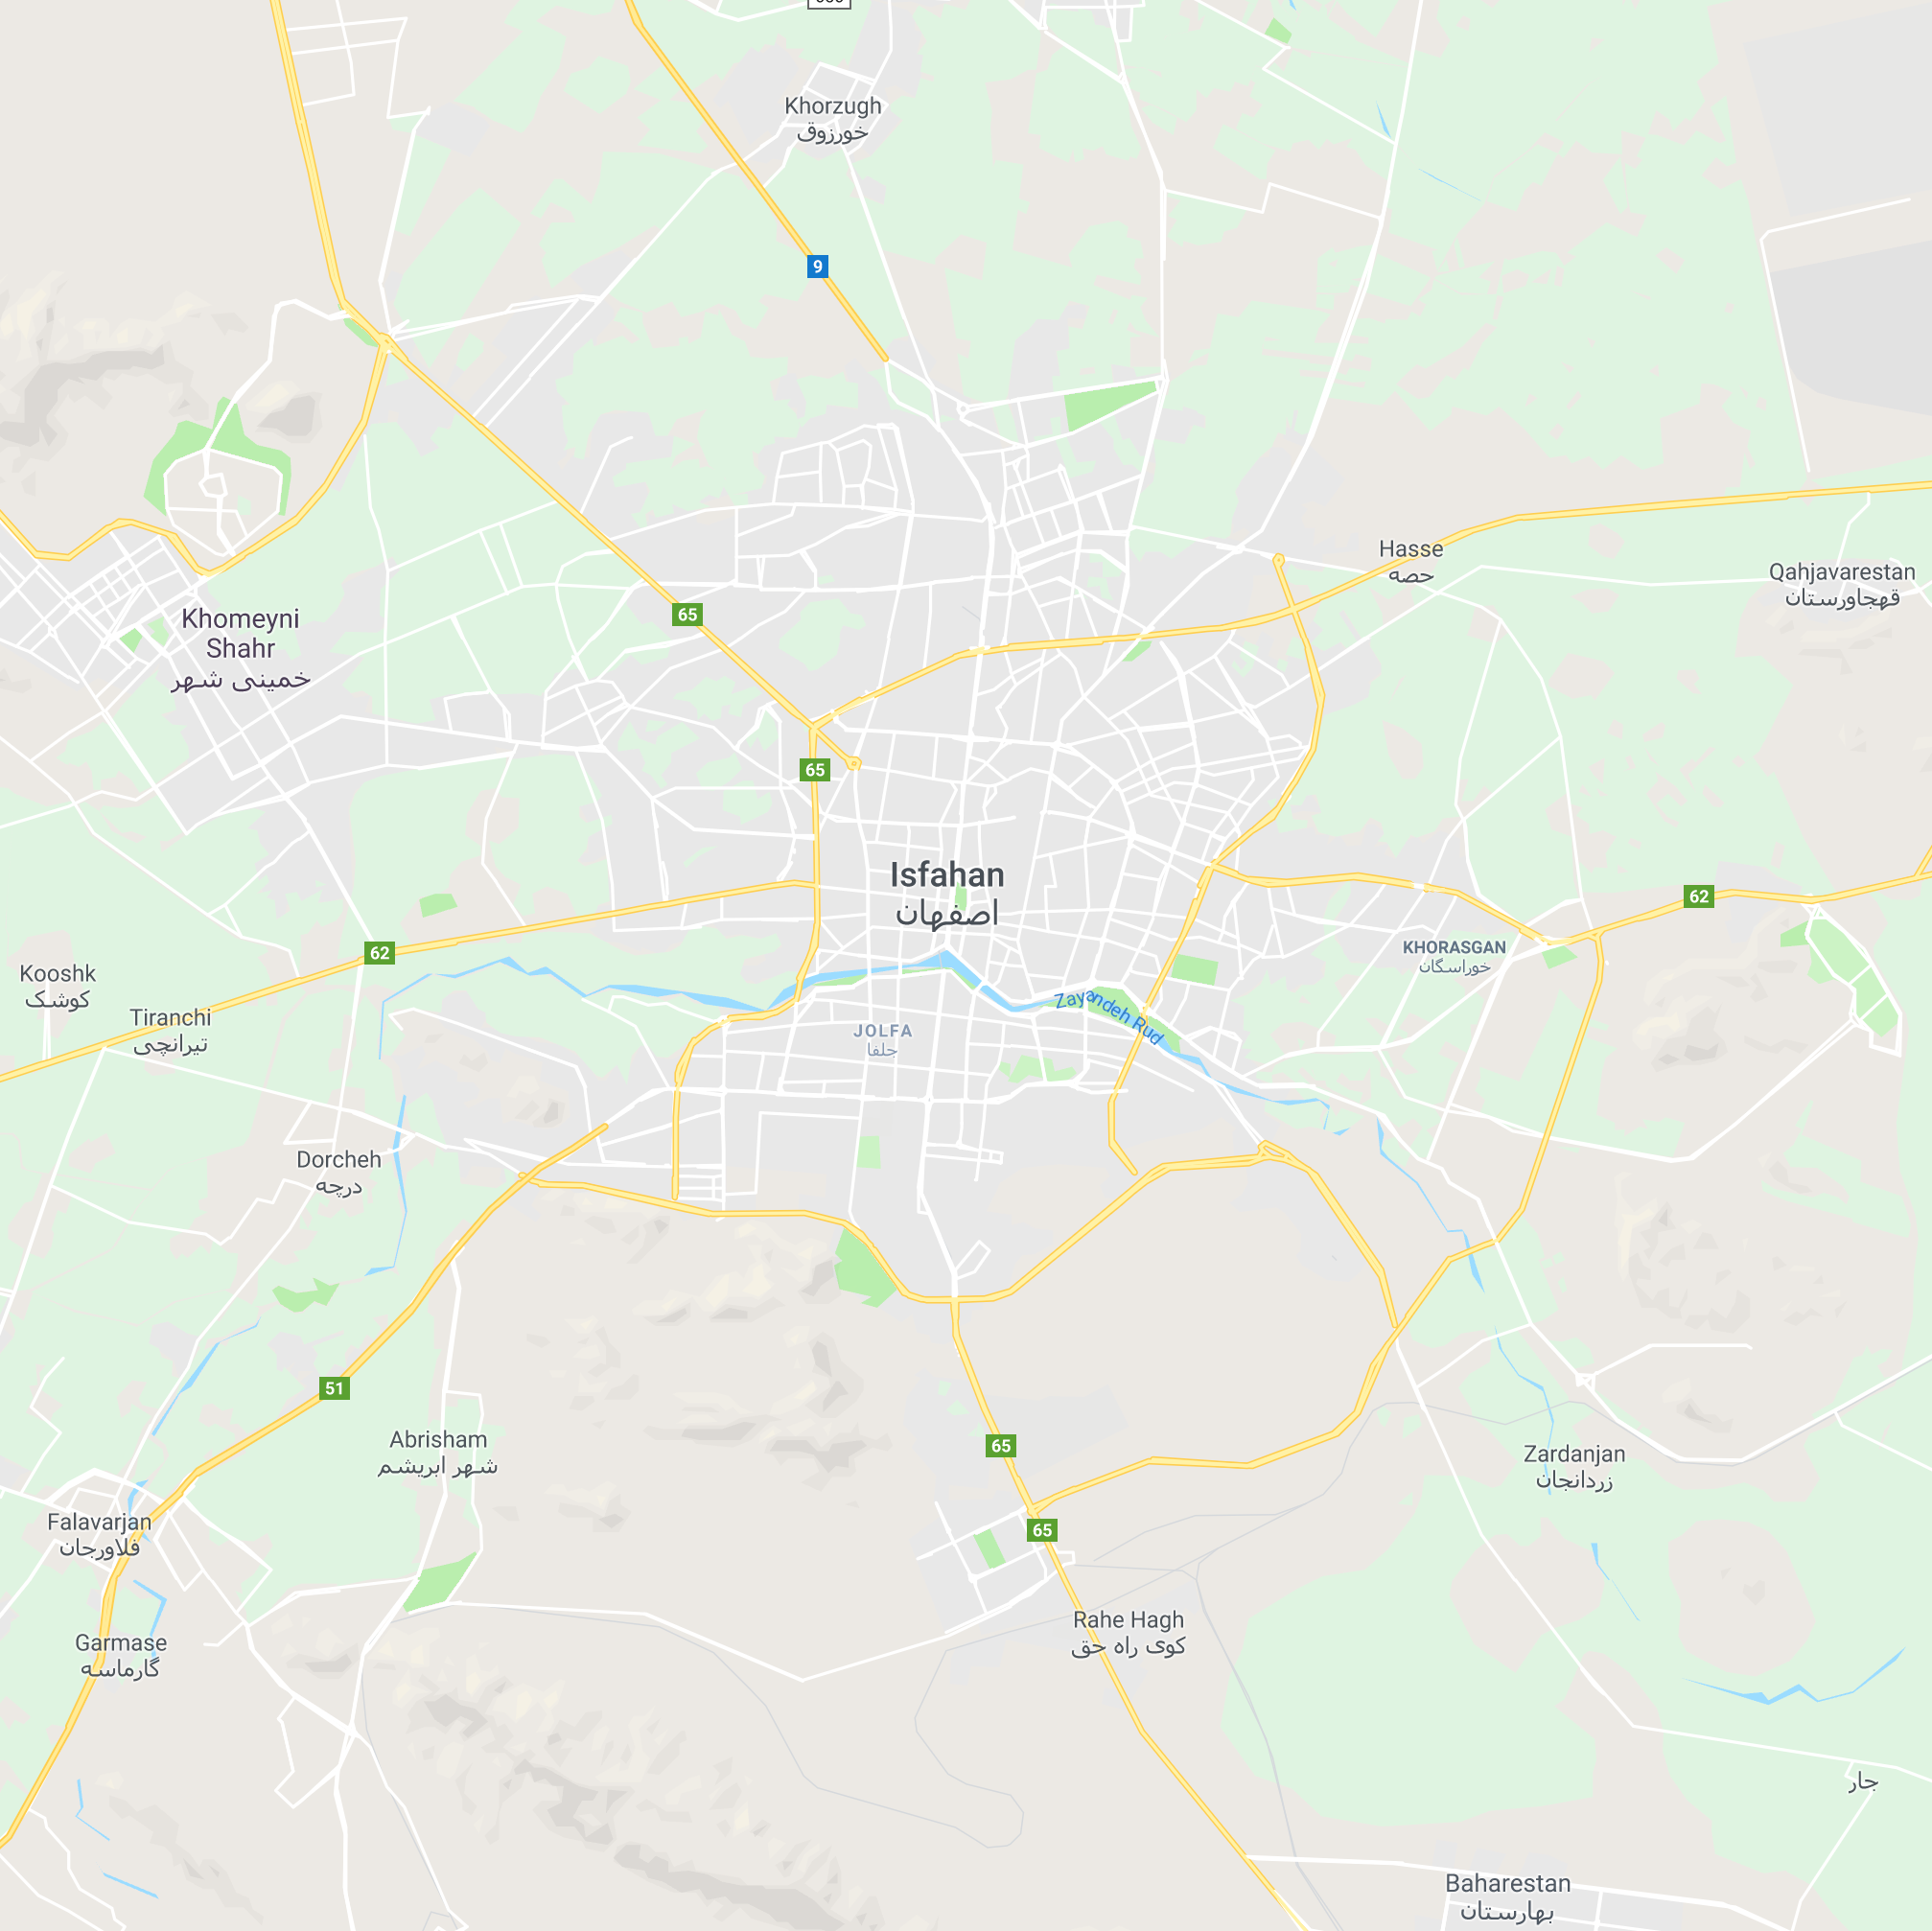 Khorzugh
خورزوق
9
Hasse
حصه
Qahjavarestan
قهجاورستان
65
Khomeyni
Shahr
خمینی شهر
65
Isfahan
اصفهان
62
KHORASGAN
خوراسگان
62
Kooshk
کوشک
Tiranchi
تیرانچی
Zayandeh Rud
JOLFA
جلفا
Dorcheh
درچه
51
Abrisham
شهر ابریشم
65
Zardanjan
زردانجان
Falavarjan
فلاورجان
65
Rahe Hagh
کوی راه حق
Garmase
گارماسه
جار
Baharestan
بهارستان